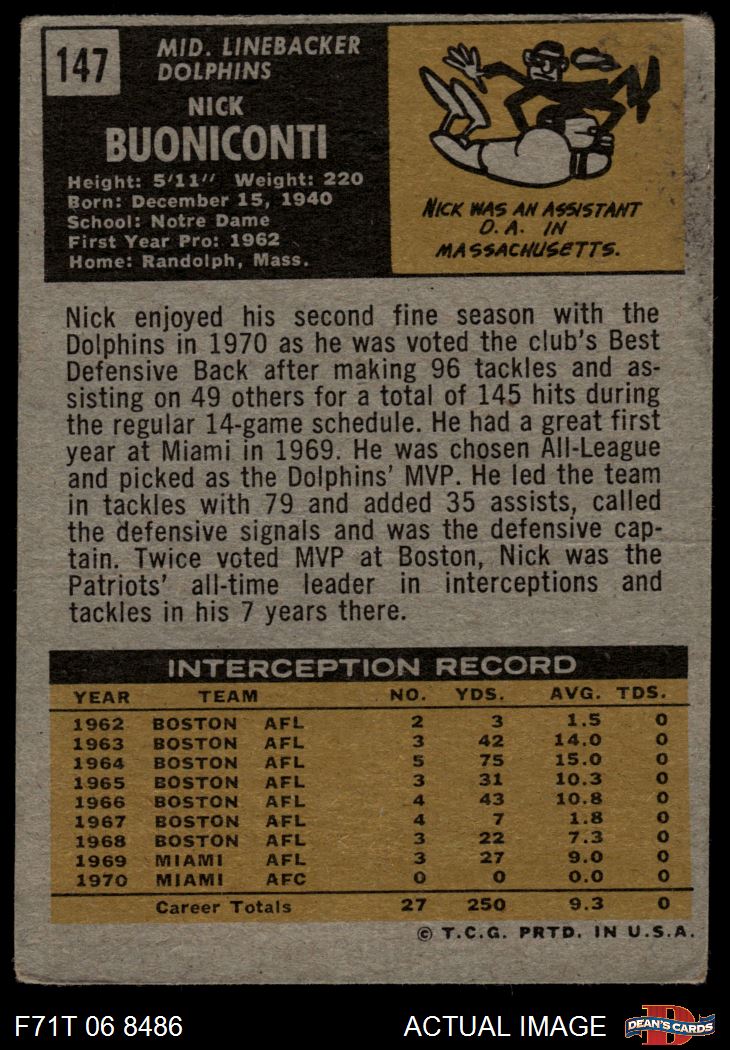 147
MID. LINEBACKER
DOLPHINS
NICK
BUONICONTI
Height: 5'11" Weight: 220
Born: December 15, 1940
School: Notre Dame
First Year Pro: 1962
Home: Randolph, Mass.
NICK WAS AN ASSISTANT
D.A. IN
MASSACHUSETTS.
Nick enjoyed his second fine season with the
Dolphins in 1970 as he was voted the club's Best
Defensive Back after making 96 tackles and as-
sisting on 49 others for a total of 145 hits during
the regular 14-game schedule. He had a great first
year at Miami in 1969. He was chosen All-League
and picked as the Dolphins' MVP. He led the team
in tackles with 79 and added 35 assists, called
the defensive signals and was the defensive cap-
tain. Twice voted MVP at Boston, Nick was the
Patriots' all-time leader in interceptions and
tackles in his 7 years there.
INTERCEPTION RECORD
YEAR TEAM NO. YDS. AVG. TDS.
1962 BOSTON AFL 2 3 1.5 0
1963 BOSTON AFL 3 42 14.0 0
1964 BOSTON AFL 5 75 15.0 0
1965 BOSTON AFL 3 31 10.3 0
1966 BOSTON AFL 4 43 10.8 0
1967 BOSTON AFL 4 7 1.8 0
1968 BOSTON AFL 3 22 7.3 0
1969 MIAMI AFL 3 27 9.0 0
1970 MIAMI AFC 0 0 0.0 0
Career Totals 27 250 9.3 0
© T.C.G. PRTD. IN U.S.A.
F71T 06 8486 ACTUAL IMAGE D DEAN'S CARDS